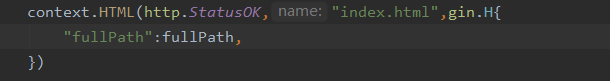 context.HTML(http.StatusOK, name: "index.html",gin.H{
"fullPath":fullPath,
})